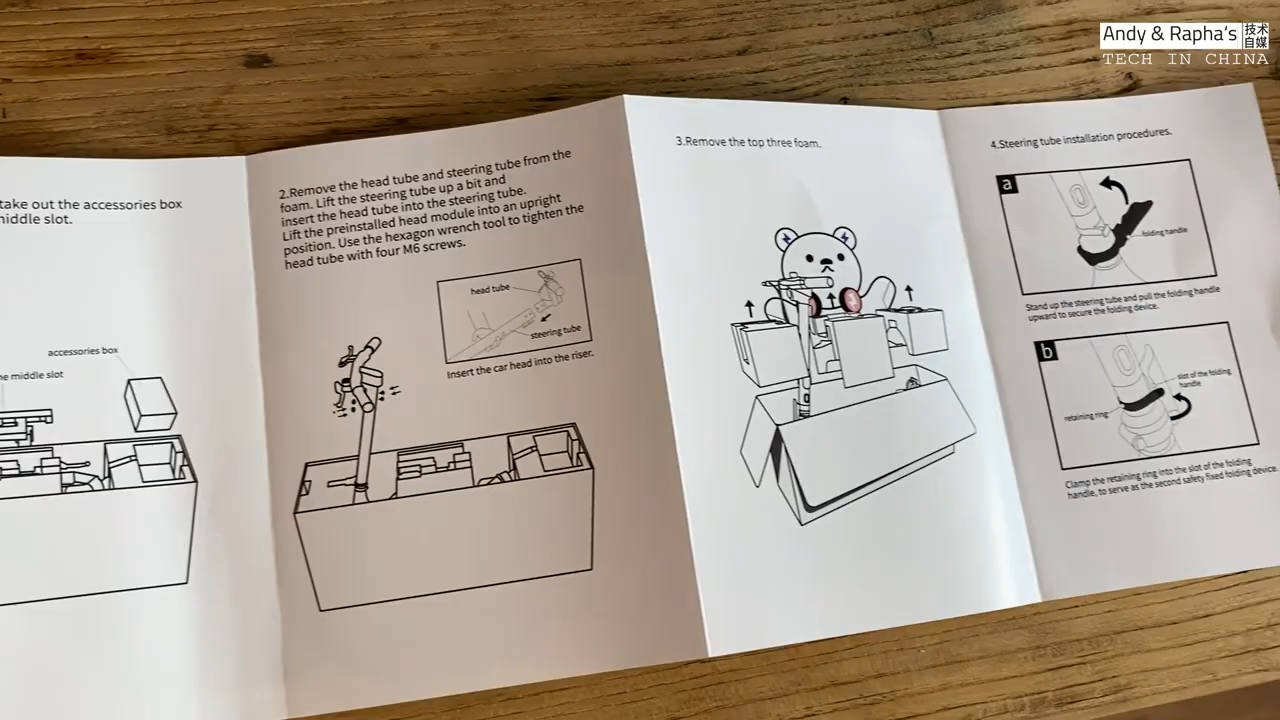 Andy & Rapha's
技术
自媒
TECH IN CHINA
take out the accessories box
middle slot.
accessories box
middle slot
2.Remove the head tube and steering tube from the
foam. Lift the steering tube up a bit and
insert the head tube into the steering tube.
Lift the preinstalled head module into an upright
position. Use the hexagon wrench tool to tighten the
head tube with four M6 screws.
head tube
steering tube
Insert the car head into the riser.
3.Remove the top three foam.
4.Steering tube installation procedures.
a
folding handle
Stand up the steering tube and pull the folding handle
upward to secure the folding device.
b
slot of the folding
handle
retaining ring
Clamp the retaining ring into the slot of the folding
handle, to serve as the second safety fixed folding device